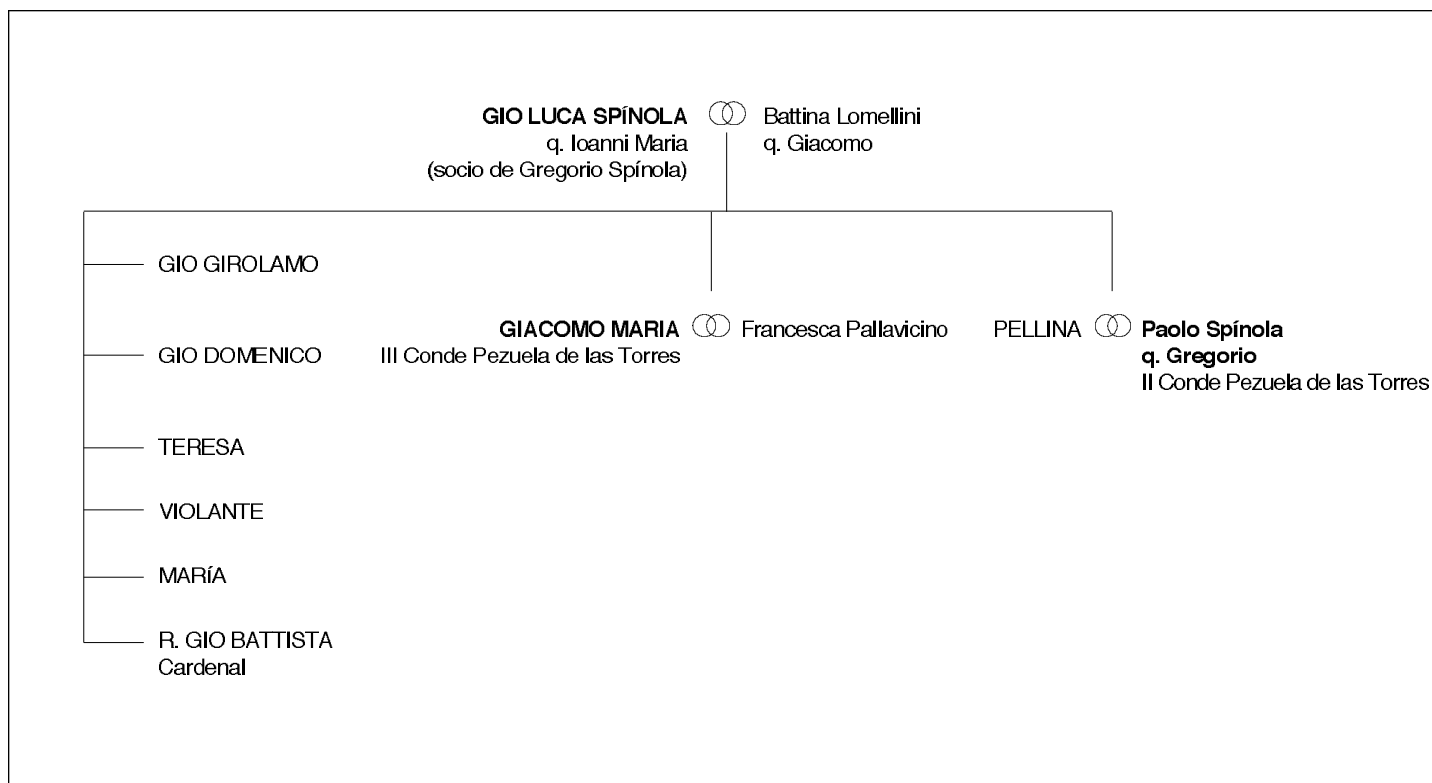 GIO LUCA SPÍNOLA
q. Ioanni Maria
(socio de Gregorio Spínola)
Battina Lomellini
q. Giacomo
GIO GIROLAMO
GIO DOMENICO
TERESA
VIOLANTE
MARÍA
R. GIO BATTISTA
Cardenal
GIACOMO MARIA
III Conde Pezuela de las Torres
Francesca Pallavicino
PELLINA
Paolo Spínola
q. Gregorio
II Conde Pezuela de las Torres